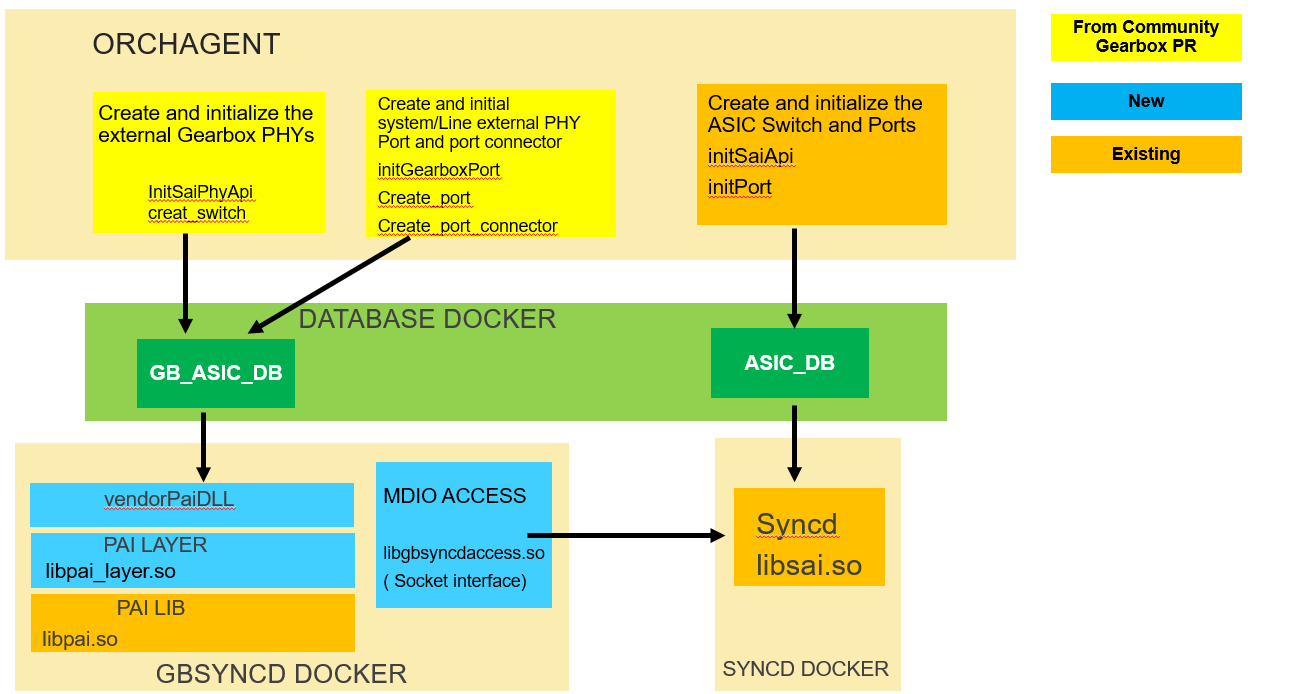 ORCHAGENT
Create and initialize the
external Gearbox PHYs
InitSaiPhyApi
creat_switch
Create and initial
system/Line external PHY
Port and port connector
initGearboxPort
Create_port
Create_port_connector
Create and initialize the
ASIC Switch and Ports
initSaiApi
initPort
From Community
Gearbox PR
New
Existing
DATABASE DOCKER
GB_ASIC_DB
ASIC_DB
vendorPaiDLL
PAI LAYER
libpai_layer.so
PAI LIB
libpai.so
MDIO ACCESS
libgbsyncdaccess.so
( Socket interface)
GBSYNCD DOCKER
Syncd
libsai.so
SYNCD DOCKER